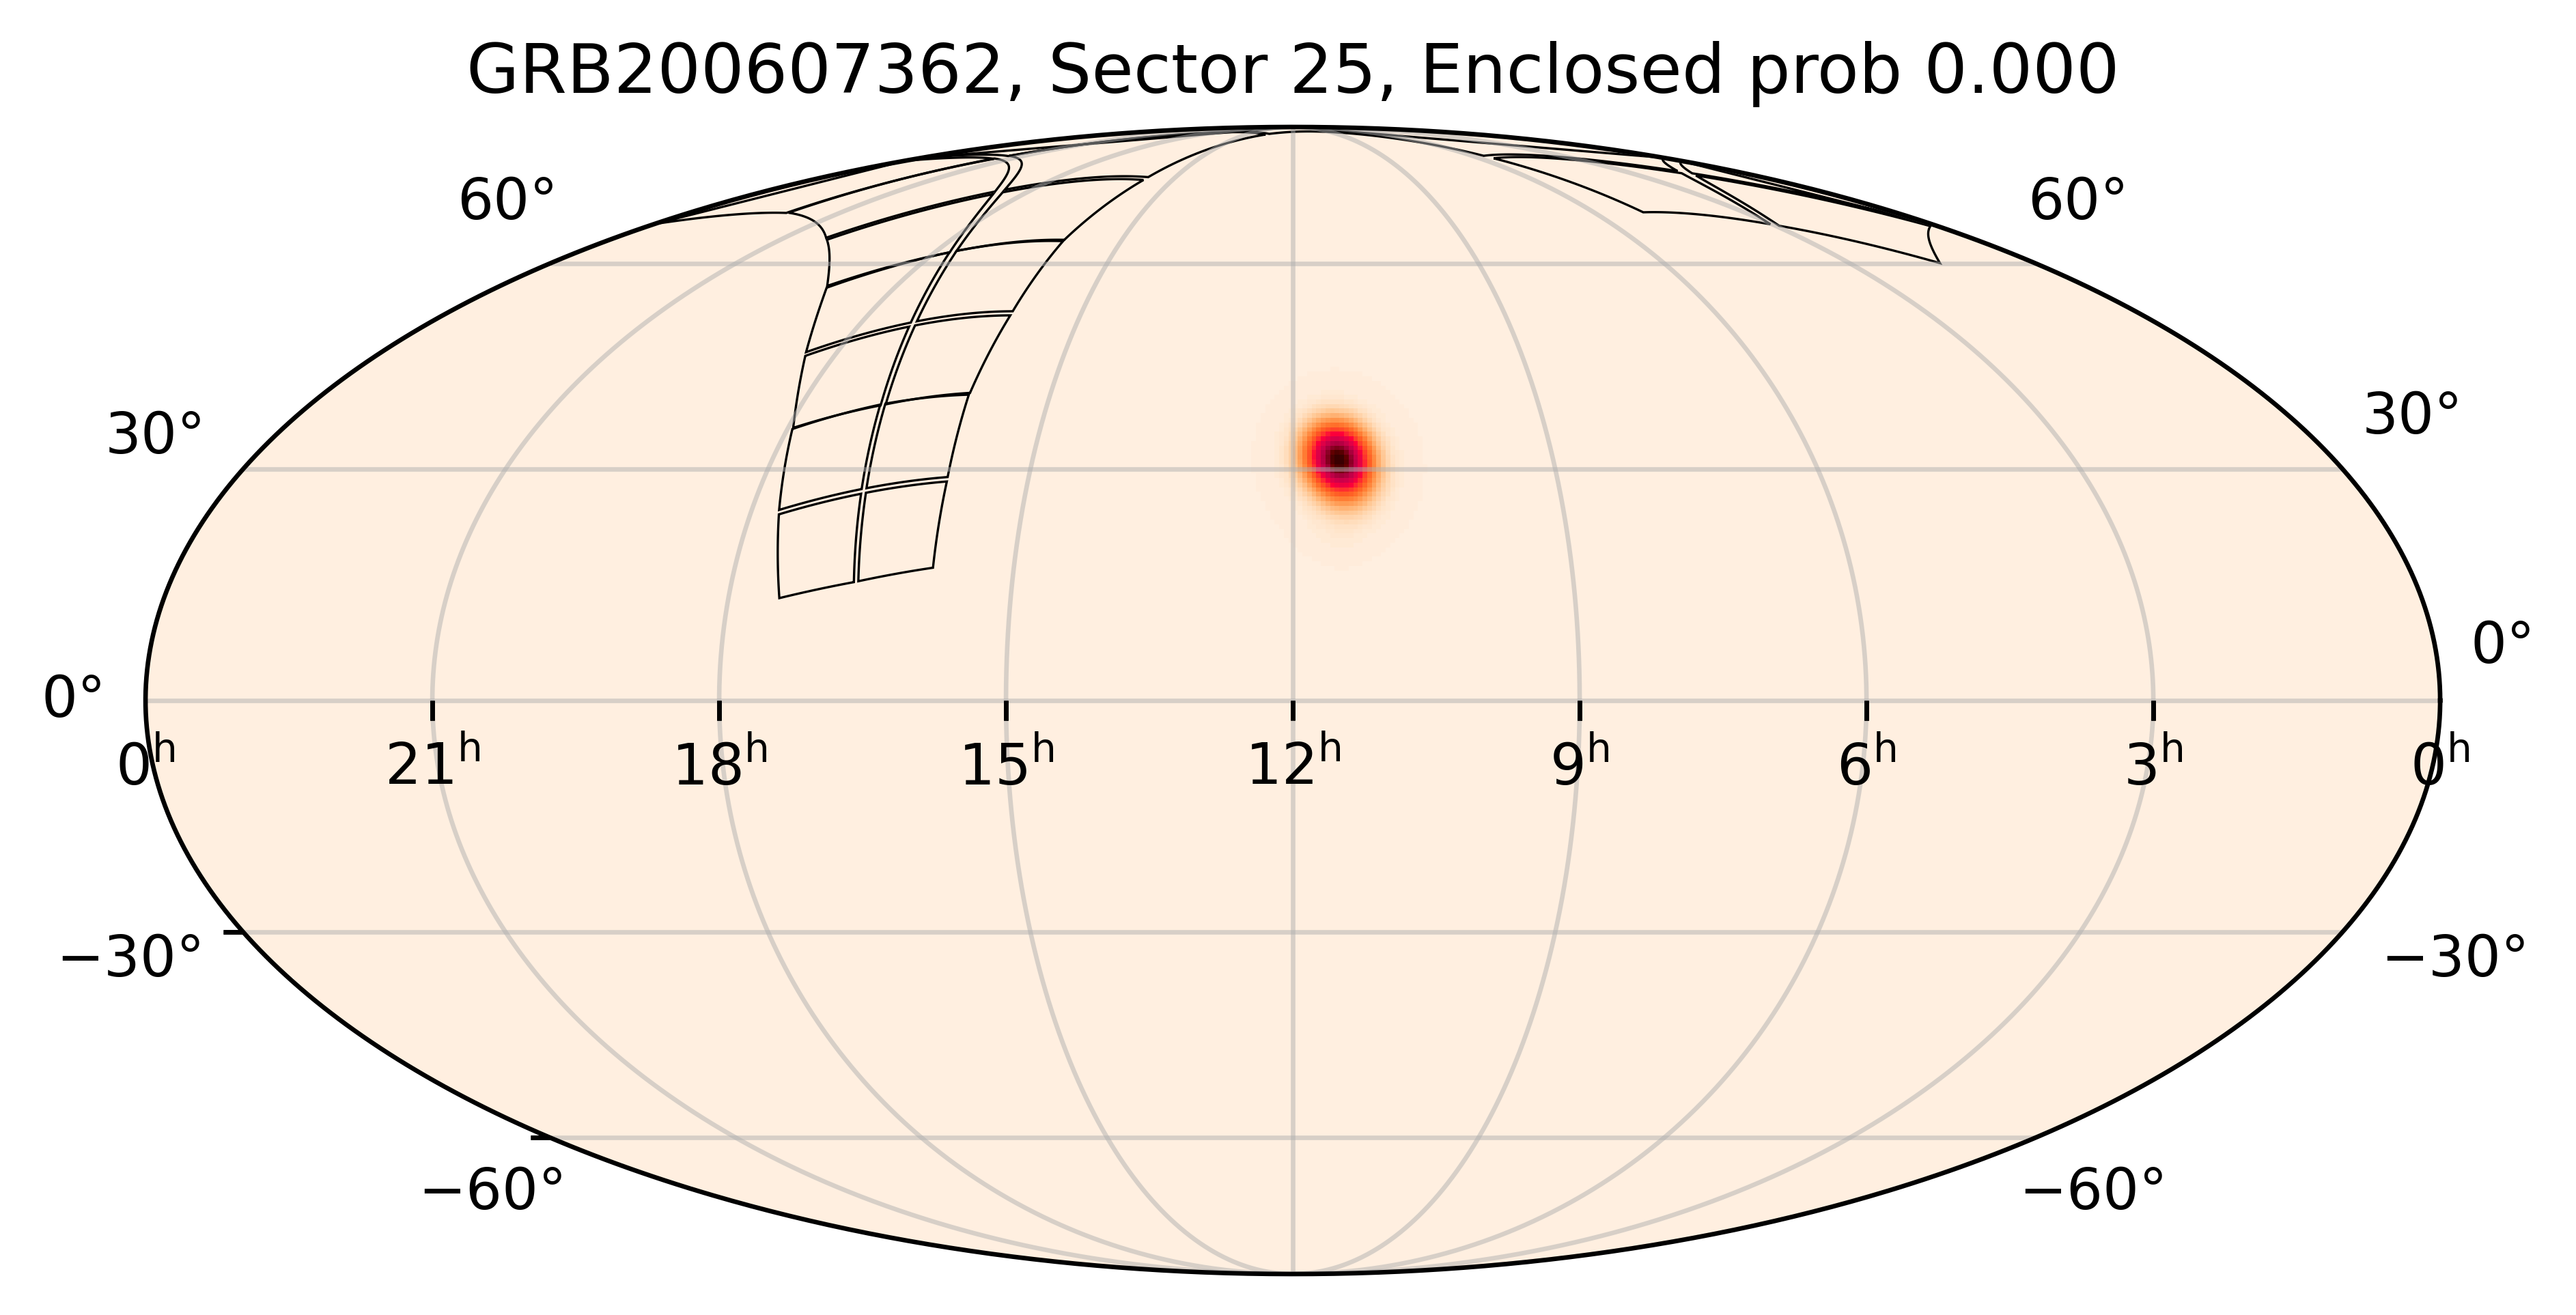 GRB200607362, Sector 25, Enclosed prob 0.000
60° 60°
30° 30°
0° 0°
0h 21h 18h 15h 12h 9h 6h 3h 0h
−30° −30°
−60° −60°